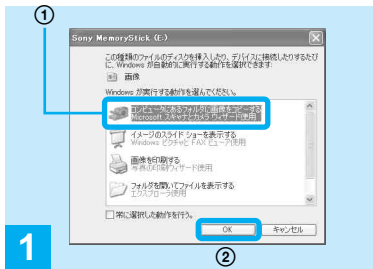 ①
Sony MemoryStick (E:)
この種類のファイルのディスクを挿入したり、デバイスに接続したりするたび
に、Windows が自動的に実行する動作を選択できます:
画像
Windows が実行する動作を選んでください。
コンピュータにあるフォルダに画像をコピーする
Microsoft スキャナとカメラ ウィザード使用
イメージのスライド ショーを表示する
Windows ピクチャと FAX ビューア使用
画像を印刷する
写真の印刷ウィザード使用
フォルダを開いてファイルを表示する
エクスプローラ使用
常に選択した動作を行う。
OK
キャンセル
1
②